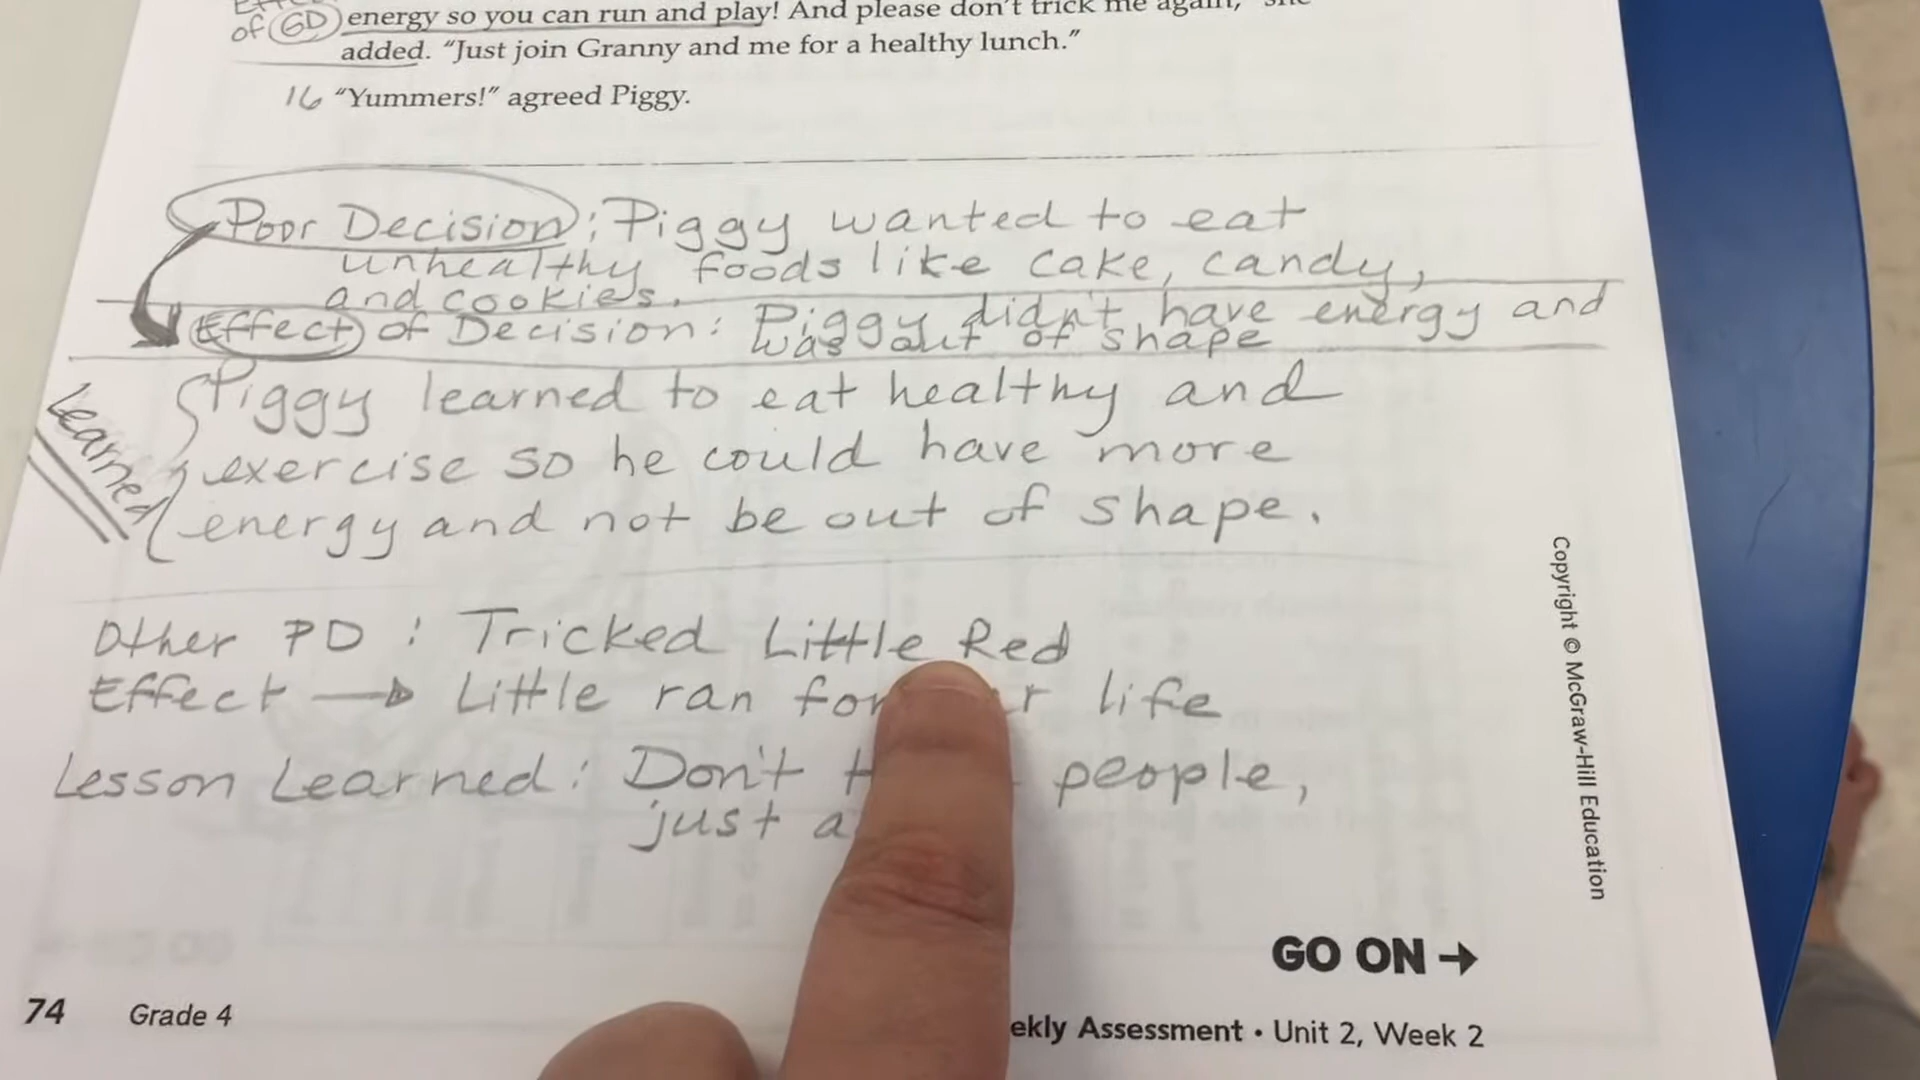 of GD energy so you can run and play! And please don't trick me again," she
added. "Just join Granny and me for a healthy lunch."
16 "Yummers!" agreed Piggy.
Poor Decision: Piggy wanted to eat
unhealthy foods like cake, candy,
and cookies.
Effect of Decision: Piggy didn't have energy and
was out of shape
Learned
Piggy learned to eat healthy and
exercise so he could have more
energy and not be out of shape.
Other PD: Tricked Little Red
Effect → Little ran for life
Lesson Learned: Don't people,
just
Copyright © McGraw-Hill Education
GO ON →
74 Grade 4
Assessment • Unit 2, Week 2